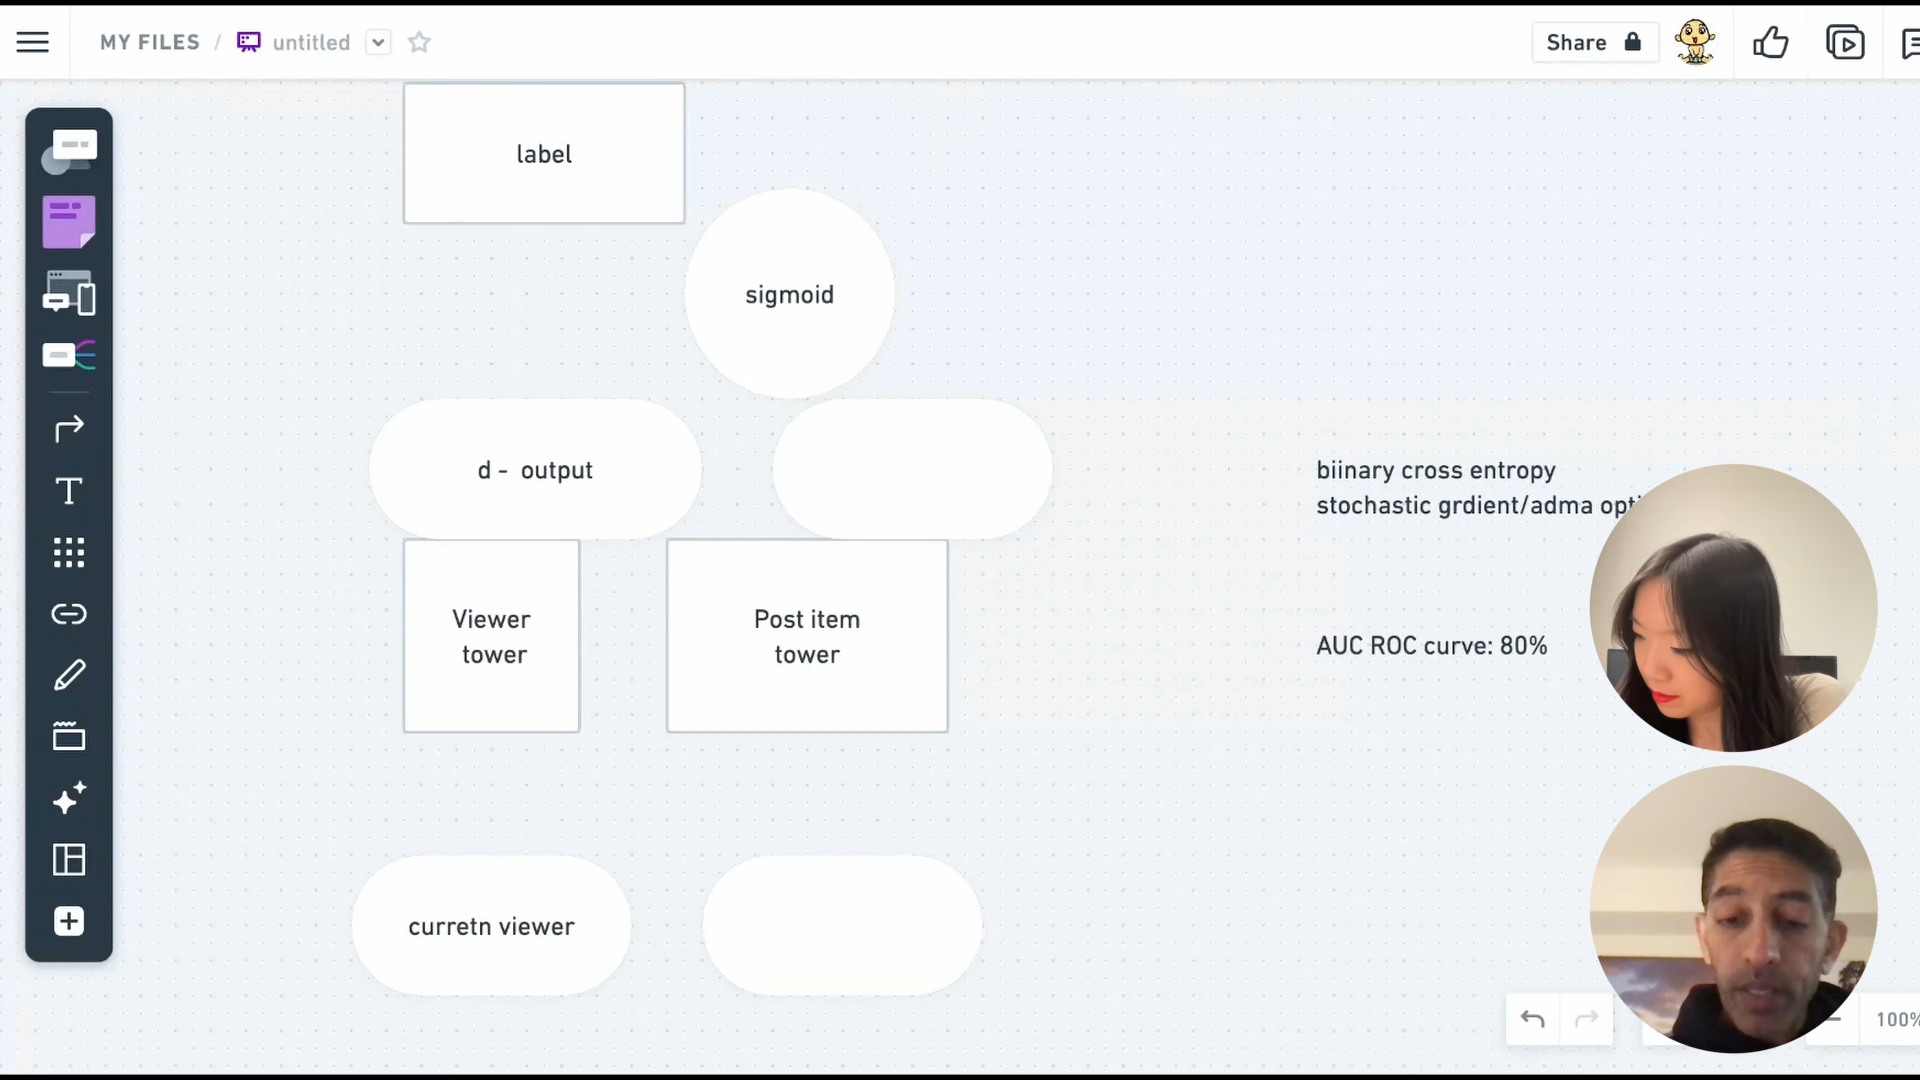 MY FILES / untitled
Share
label
sigmoid
d - output
biinary cross entropy
stochastic grdient/adma
Viewer
tower
Post item
tower
AUC ROC curve: 80%
curretn viewer
100%